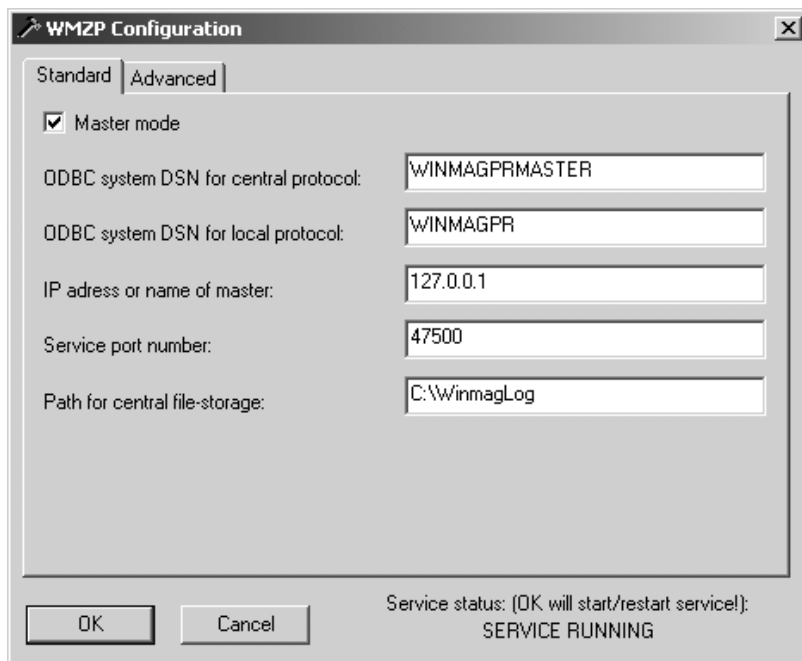 WMZP Configuration
Standard
Advanced
Master mode
ODBC system DSN for central protocol:
WINMAGPRMASTER
ODBC system DSN for local protocol:
WINMAGPR
IP adress or name of master:
127.0.0.1
Service port number:
47500
Path for central file-storage:
C:\WinmagLog
OK
Cancel
Service status: (OK will start/restart service!):
SERVICE RUNNING